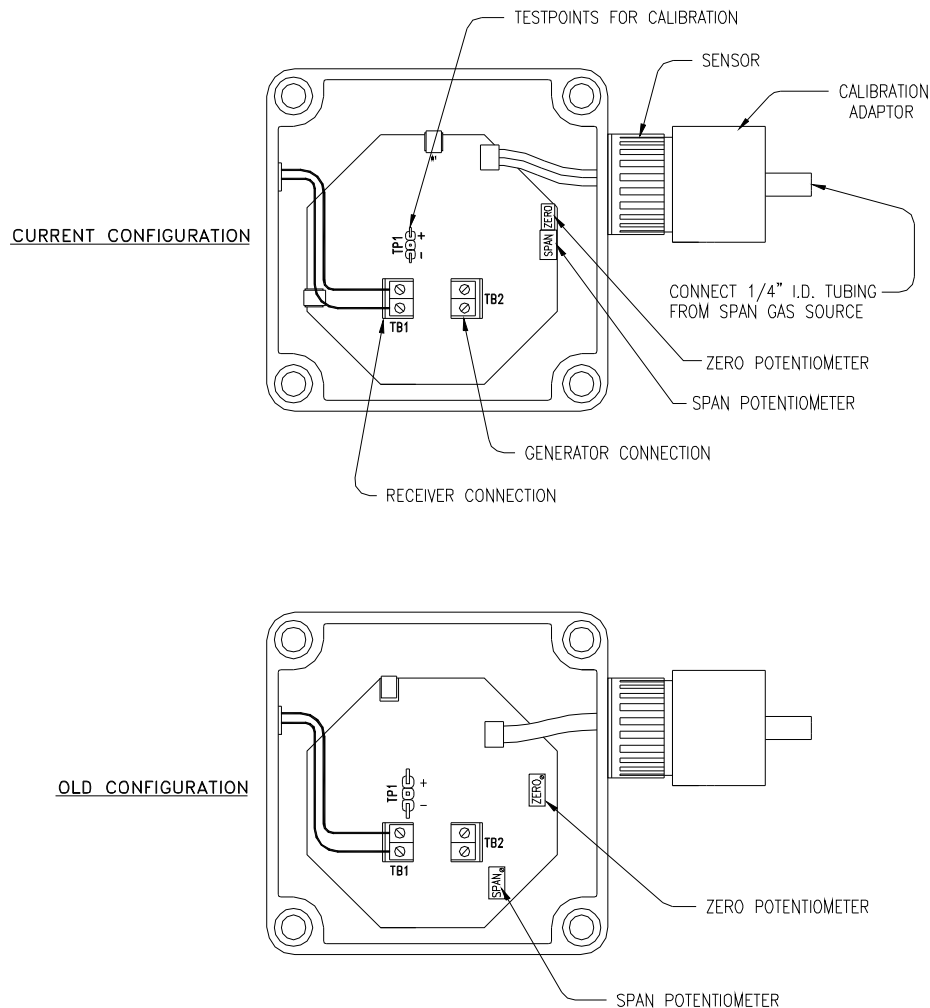 TESTPOINTS FOR CALIBRATION
SENSOR
CALIBRATION
ADAPTOR
CURRENT CONFIGURATION
TP1
+
-
ZERO
SPAN
TB1
TB2
CONNECT 1/4" I.D. TUBING
FROM SPAN GAS SOURCE
ZERO POTENTIOMETER
SPAN POTENTIOMETER
GENERATOR CONNECTION
RECEIVER CONNECTION
OLD CONFIGURATION
TP1
+
-
ZERO
TB1
TB2
SPAN
ZERO POTENTIOMETER
SPAN POTENTIOMETER